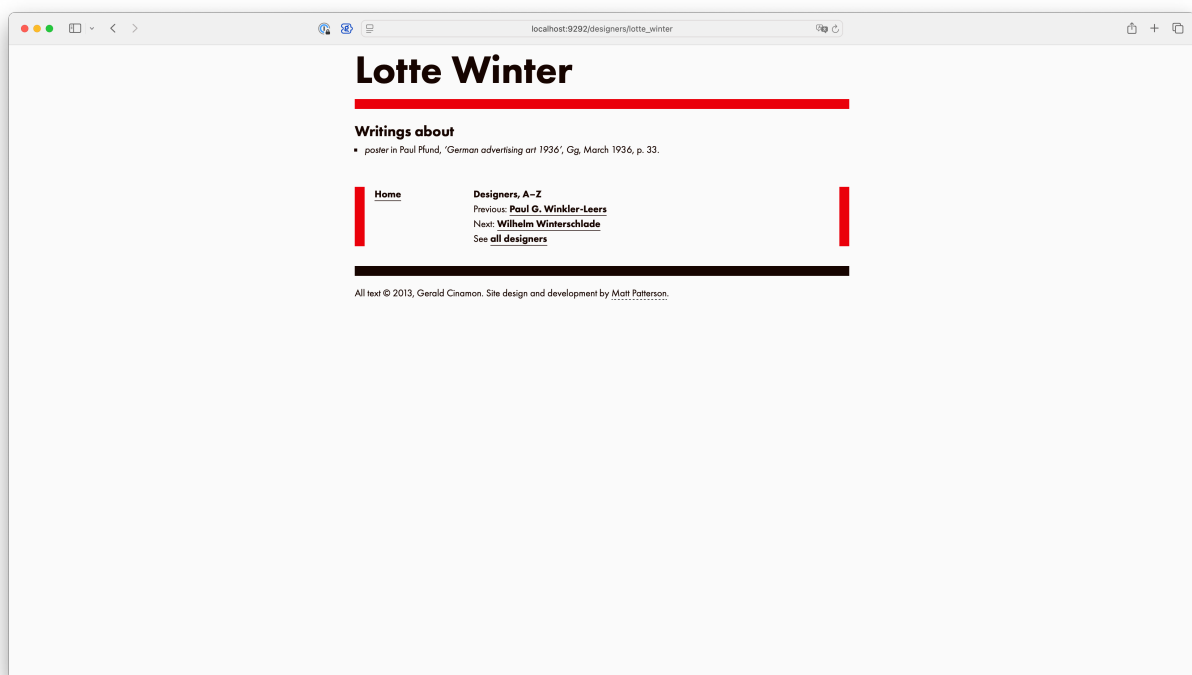 localhost:9292/designers/lotte_winter
Lotte Winter
Writings about
poster in Paul Pfund, ‘German advertising art 1936’, Gg, March 1936, p. 33.
Home
Designers, A–Z
Previous: Paul G. Winkler-Leers
Next: Wilhelm Winterschlade
See all designers
All text © 2013, Gerald Cinamon. Site design and development by Matt Patterson.